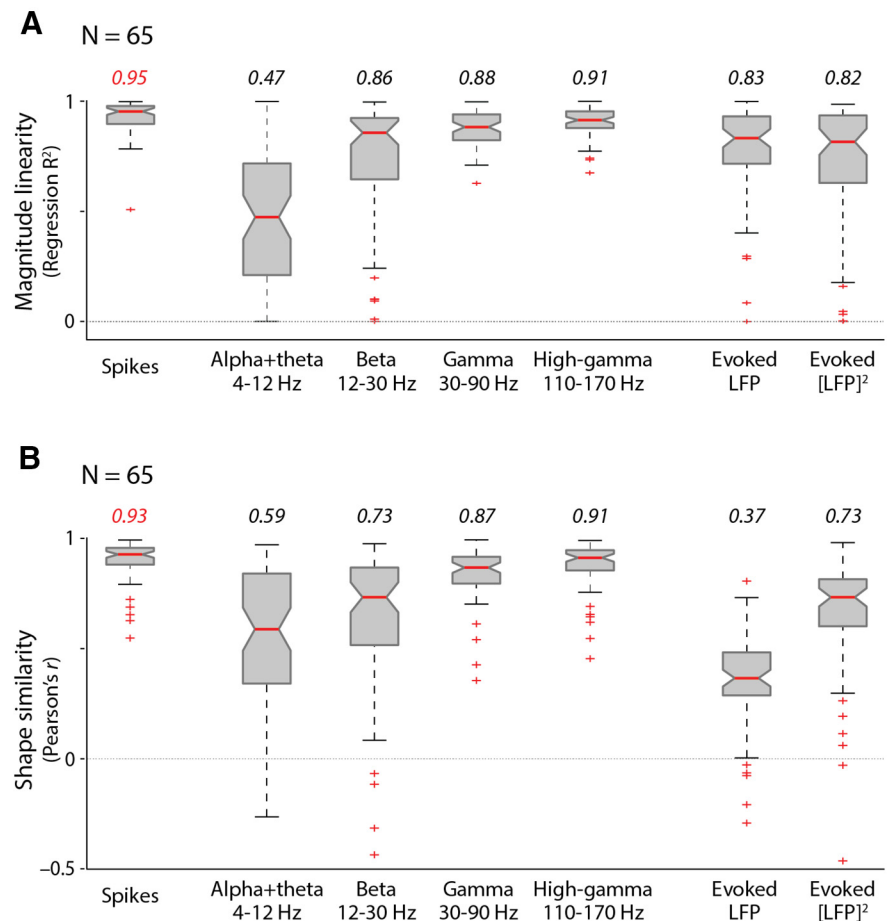 A
N = 65
0.95 0.47 0.86 0.88 0.91 0.83 0.82
Magnitude linearity
(Regression R²)
1
0
Spikes Alpha+theta Beta Gamma High-gamma Evoked Evoked
4-12 Hz 12-30 Hz 30-90 Hz 110-170 Hz LFP [LFP]²
B
N = 65
0.93 0.59 0.73 0.87 0.91 0.37 0.73
Shape similarity
(Pearson's r)
1
0
−0.5
Spikes Alpha+theta Beta Gamma High-gamma Evoked Evoked
4-12 Hz 12-30 Hz 30-90 Hz 110-170 Hz LFP [LFP]²